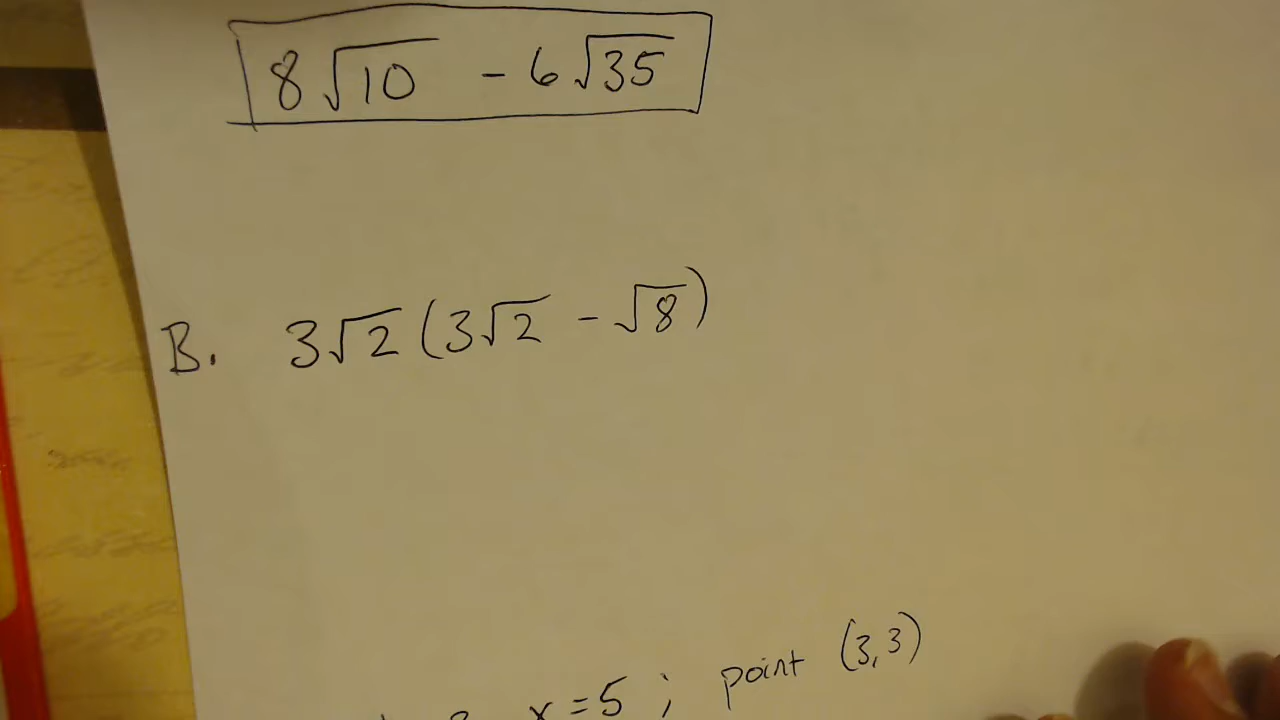 8√10 - 6√35
B. 3√2(3√2 - √8)
x=5; point (3,3)